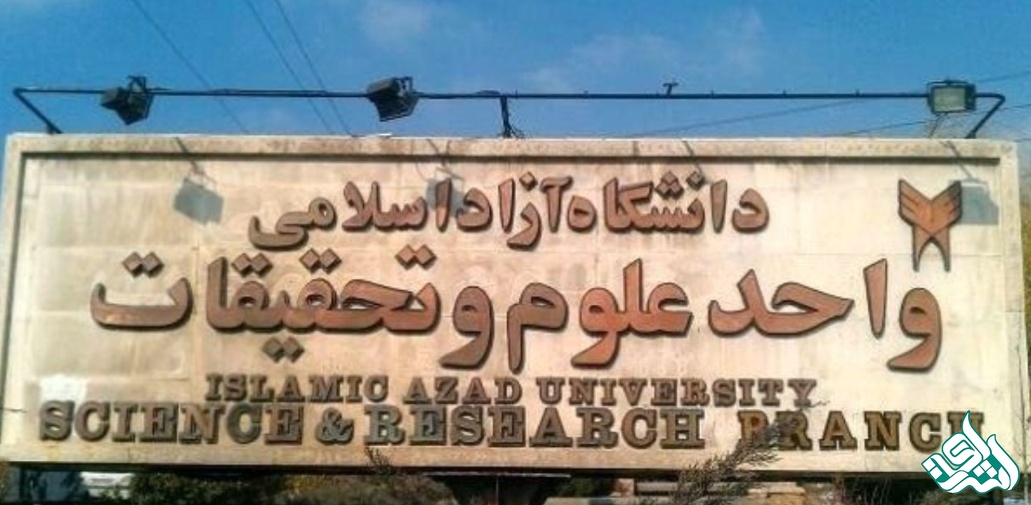 دانشگاه آزاد اسلامی
واحد علوم و تحقیقات
ISLAMIC AZAD UNIVERSITY
SCIENCE & RESEARCH BRANCH